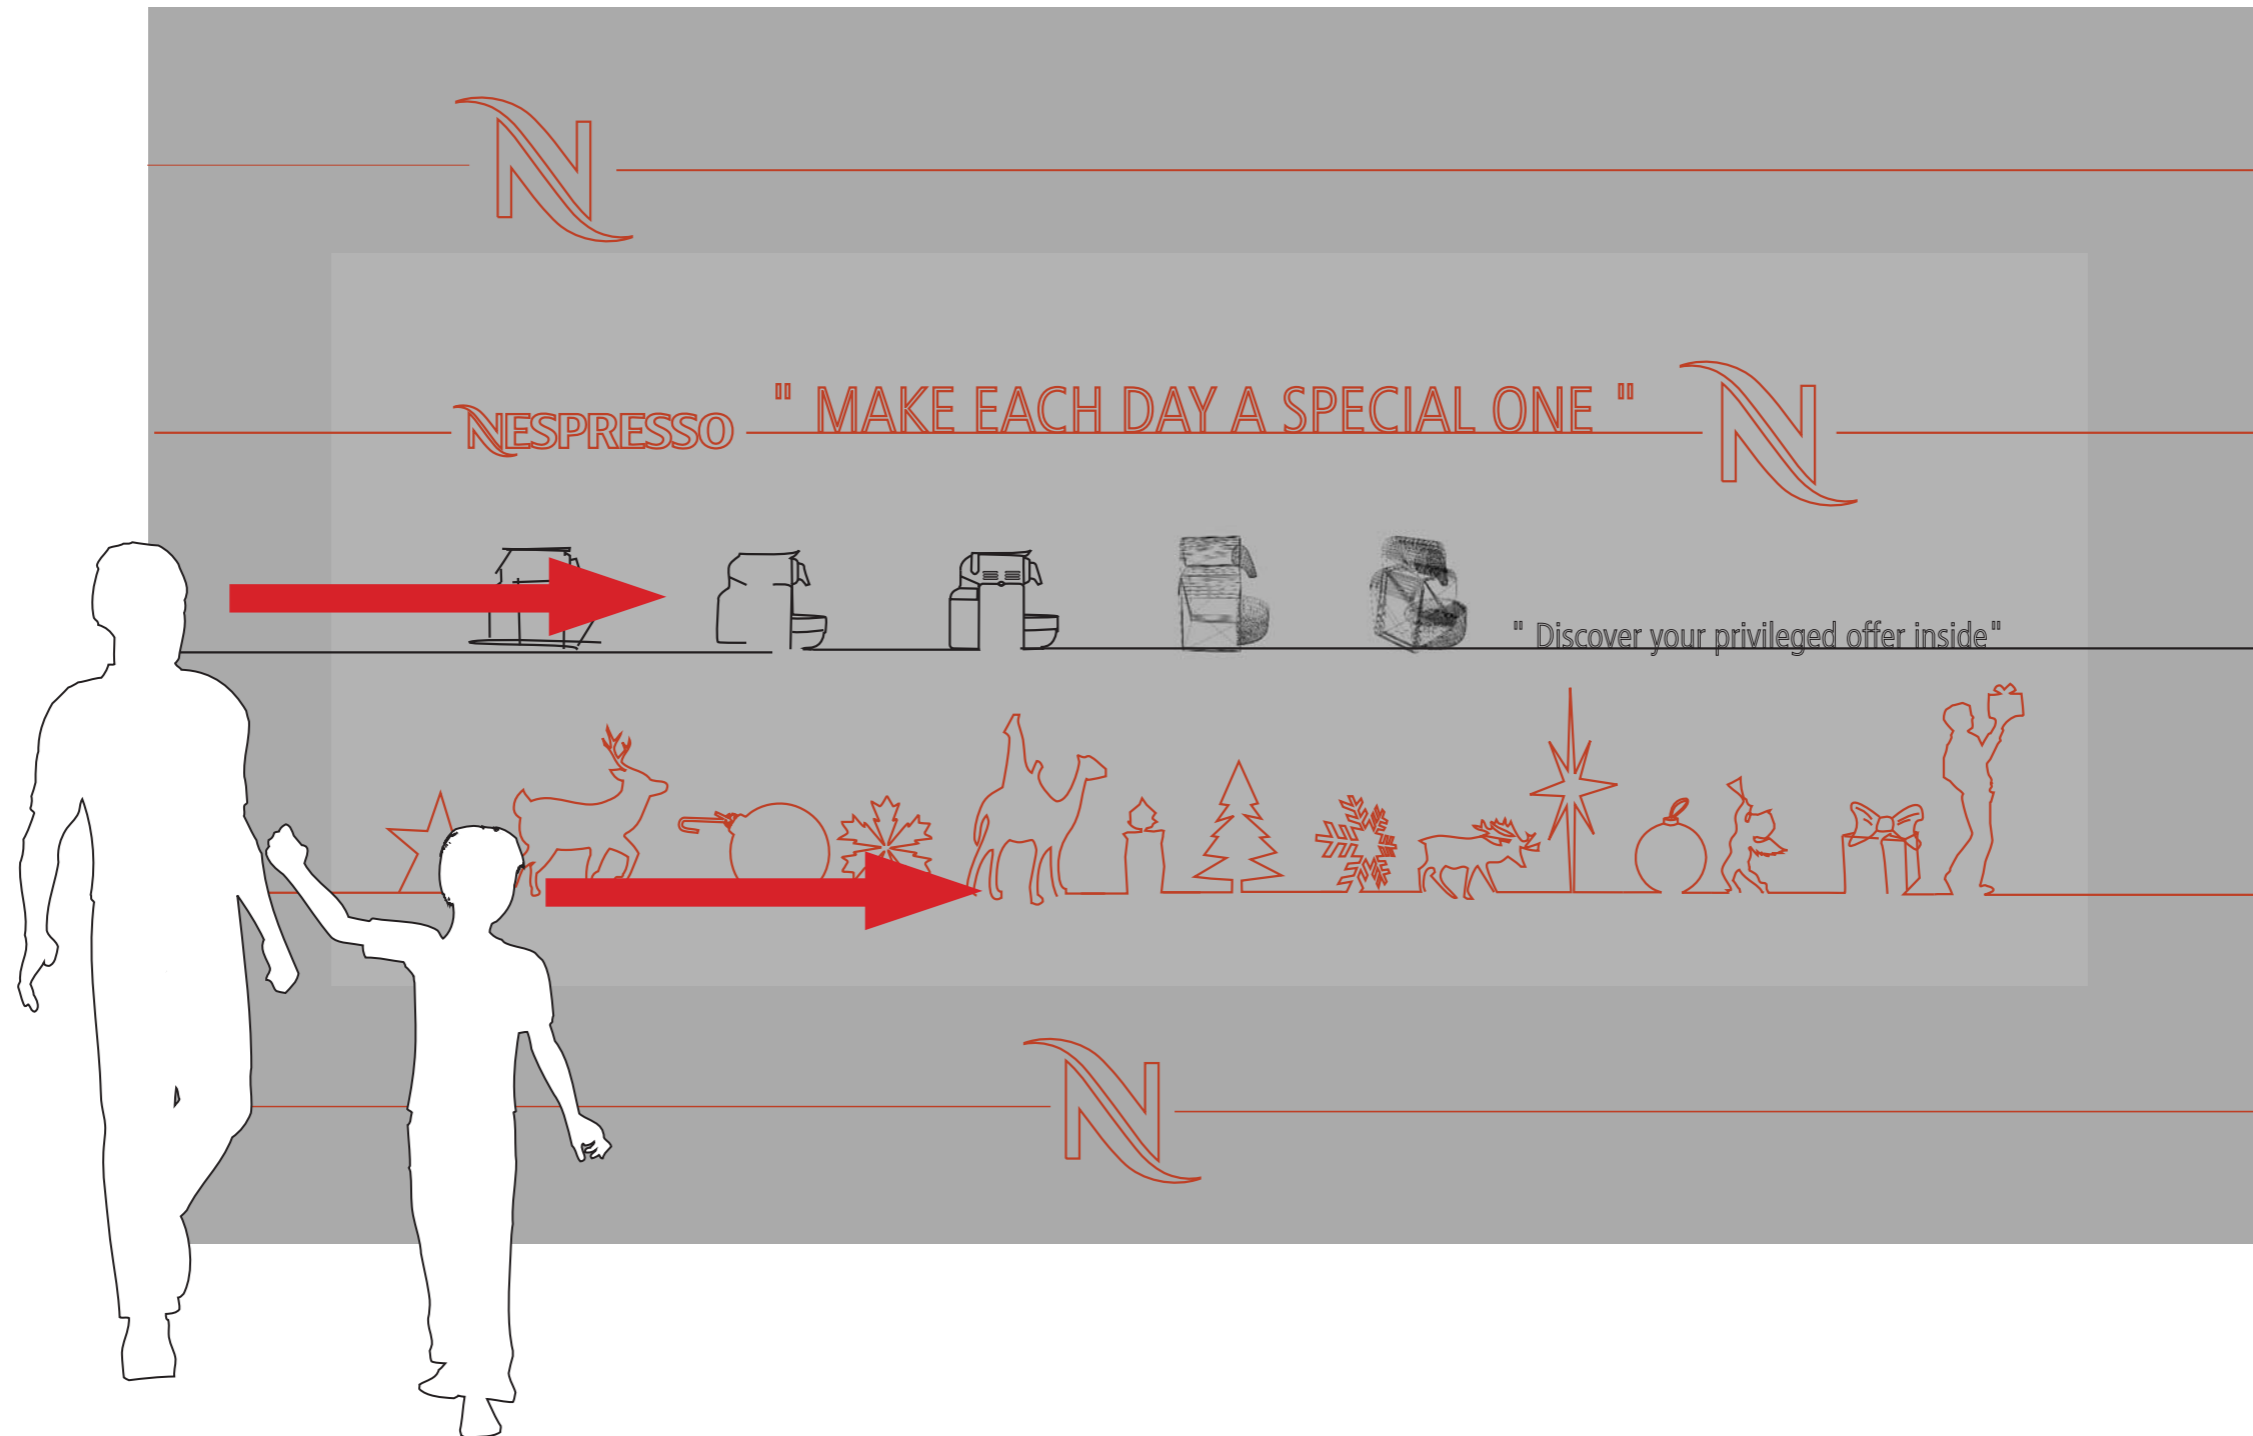 N
NESPRESSO " MAKE EACH DAY A SPECIAL ONE " N
" Discover your privileged offer inside"
N